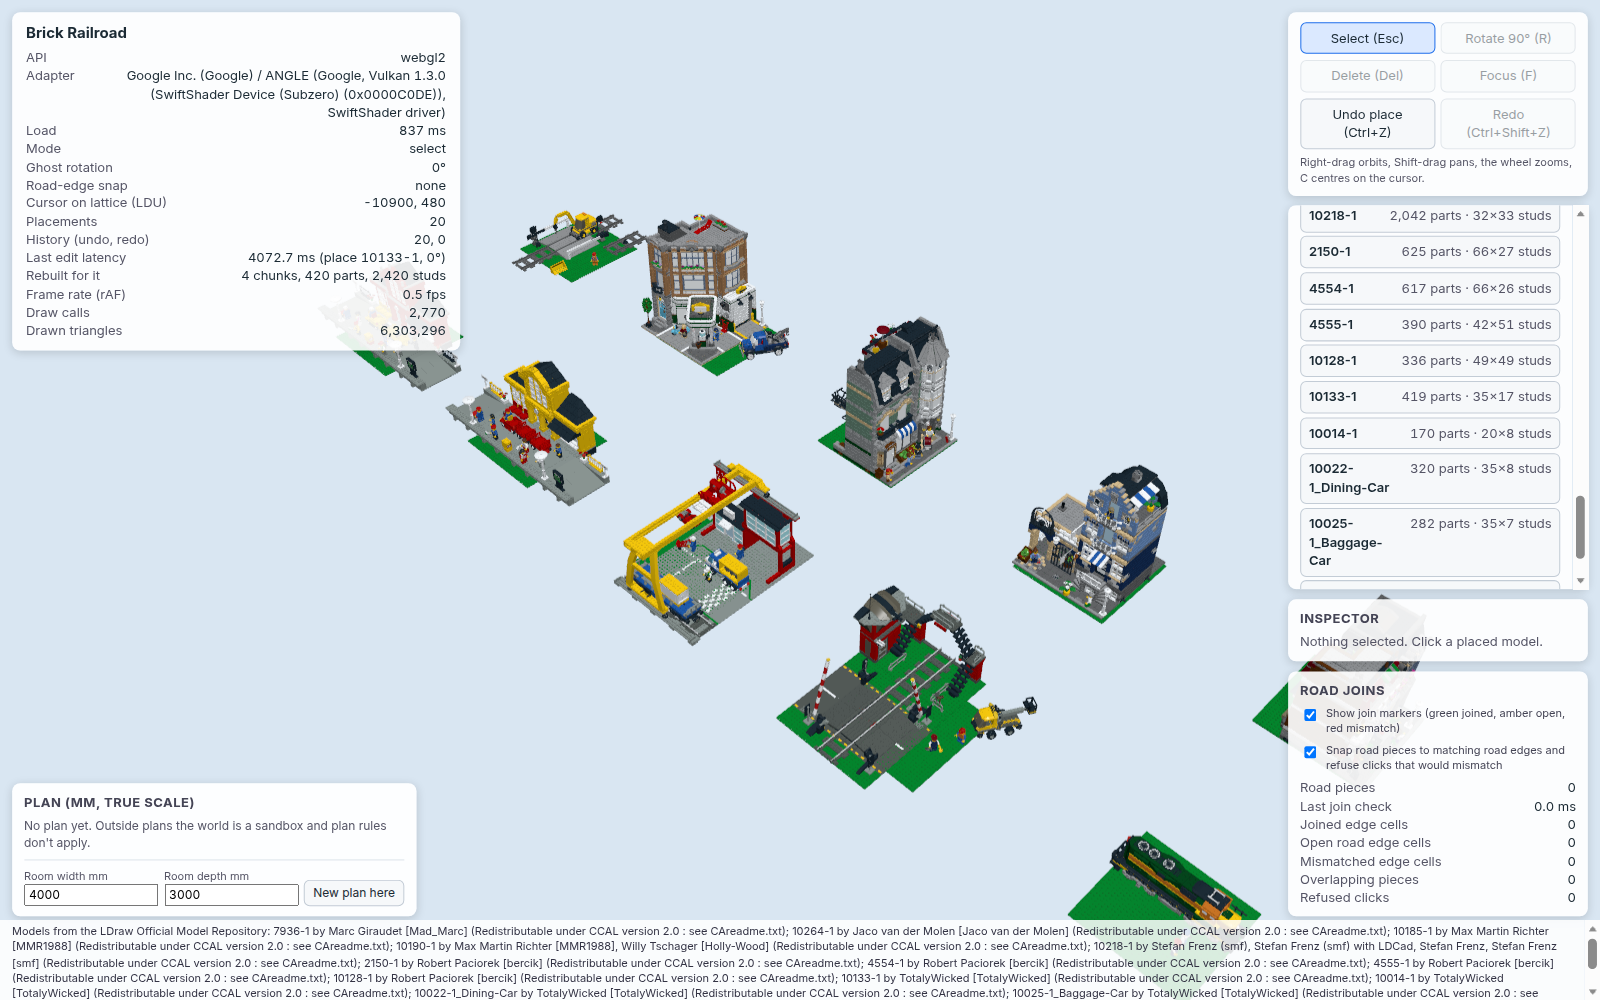 Brick Railroad
API webgl2
Adapter Google Inc. (Google) / ANGLE (Google, Vulkan 1.3.0
(SwiftShader Device (Subzero) (0x0000C0DE)),
SwiftShader driver)
Load 837 ms
Mode select
Ghost rotation 0°
Road-edge snap none
Cursor on lattice (LDU) -10900, 480
Placements 20
History (undo, redo) 20, 0
Last edit latency 4072.7 ms (place 10133-1, 0°)
Rebuilt for it 4 chunks, 420 parts, 2,420 studs
Frame rate (rAF) 0.5 fps
Draw calls 2,770
Drawn triangles 6,303,296
Select (Esc) Rotate 90° (R)
Delete (Del) Focus (F)
Undo place
(Ctrl+Z)
Redo
(Ctrl+Shift+Z)
Right-drag orbits, Shift-drag pans, the wheel zooms,
C centres on the cursor.
10218-1 2,042 parts · 32×33 studs
2150-1 625 parts · 66×27 studs
4554-1 617 parts · 66×26 studs
4555-1 390 parts · 42×51 studs
10128-1 336 parts · 49×49 studs
10133-1 419 parts · 35×17 studs
10014-1 170 parts · 20×8 studs
10022- 320 parts · 35×8 studs
1_Dining-Car
10025- 282 parts · 35×7 studs
1_Baggage-
Car
INSPECTOR
Nothing selected. Click a placed model.
ROAD JOINS
Show join markers (green joined, amber open,
red mismatch)
Snap road pieces to matching road edges and
refuse clicks that would mismatch
Road pieces 0
Last join check 0.0 ms
Joined edge cells 0
Open road edge cells 0
Mismatched edge cells 0
Overlapping pieces 0
Refused clicks 0
PLAN (MM, TRUE SCALE)
No plan yet. Outside plans the world is a sandbox and plan rules
don't apply.
Room width mm Room depth mm
4000 3000 New plan here
Models from the LDraw Official Model Repository: 7936-1 by Marc Giraudet [Mad_Marc] (Redistributable under CCAL version 2.0 : see CAreadme.txt); 10264-1 by Jaco van der Molen [Jaco van der Molen] (Redistributable under CCAL version 2.0 : see CAreadme.txt); 10185-1 by Max Martin Richter
[MMR1988] (Redistributable under CCAL version 2.0 : see CAreadme.txt); 10190-1 by Max Martin Richter [MMR1988], Willy Tschager [Holly-Wood] (Redistributable under CCAL version 2.0 : see CAreadme.txt); 10218-1 by Stefan Frenz (smf), Stefan Frenz (smf) with LDCad, Stefan Frenz, Stefan Frenz
[smf] (Redistributable under CCAL version 2.0 : see CAreadme.txt); 2150-1 by Robert Paciorek [bercik] (Redistributable under CCAL version 2.0 : see CAreadme.txt); 4554-1 by Robert Paciorek [bercik] (Redistributable under CCAL version 2.0 : see CAreadme.txt); 4555-1 by Robert Paciorek [bercik]
(Redistributable under CCAL version 2.0 : see CAreadme.txt); 10128-1 by Robert Paciorek [bercik] (Redistributable under CCAL version 2.0 : see CAreadme.txt); 10133-1 by TotalyWicked [TotalyWicked] (Redistributable under CCAL version 2.0 : see CAreadme.txt); 10014-1 by TotalyWicked
[TotalyWicked] (Redistributable under CCAL version 2.0 : see CAreadme.txt); 10022-1_Dining-Car by TotalyWicked [TotalyWicked] (Redistributable under CCAL version 2.0 : see CAreadme.txt); 10025-1_Baggage-Car by TotalyWicked [TotalyWicked] (Redistributable under CCAL version 2.0 : see